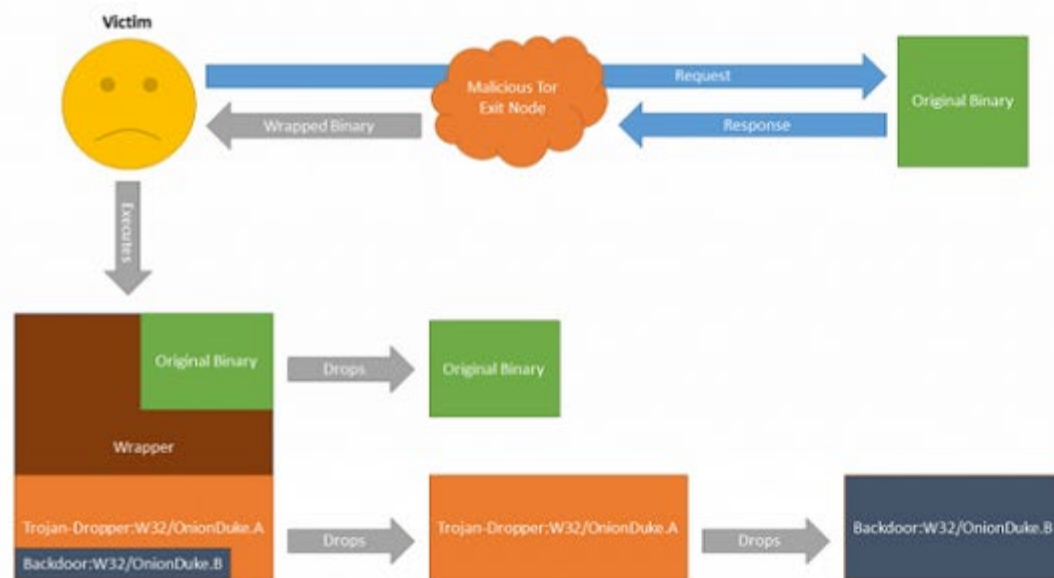 Victim
Malicious Tor
Exit Node
Request
Original Binary
Wrapped Binary
Response
Executes
Original Binary
Drops
Original Binary
Wrapper
Trojan-Dropper:W32/OnionDuke.A
Drops
Trojan-Dropper:W32/OnionDuke.A
Drops
Backdoor:W32/OnionDuke.B
Backdoor:W32/OnionDuke.B